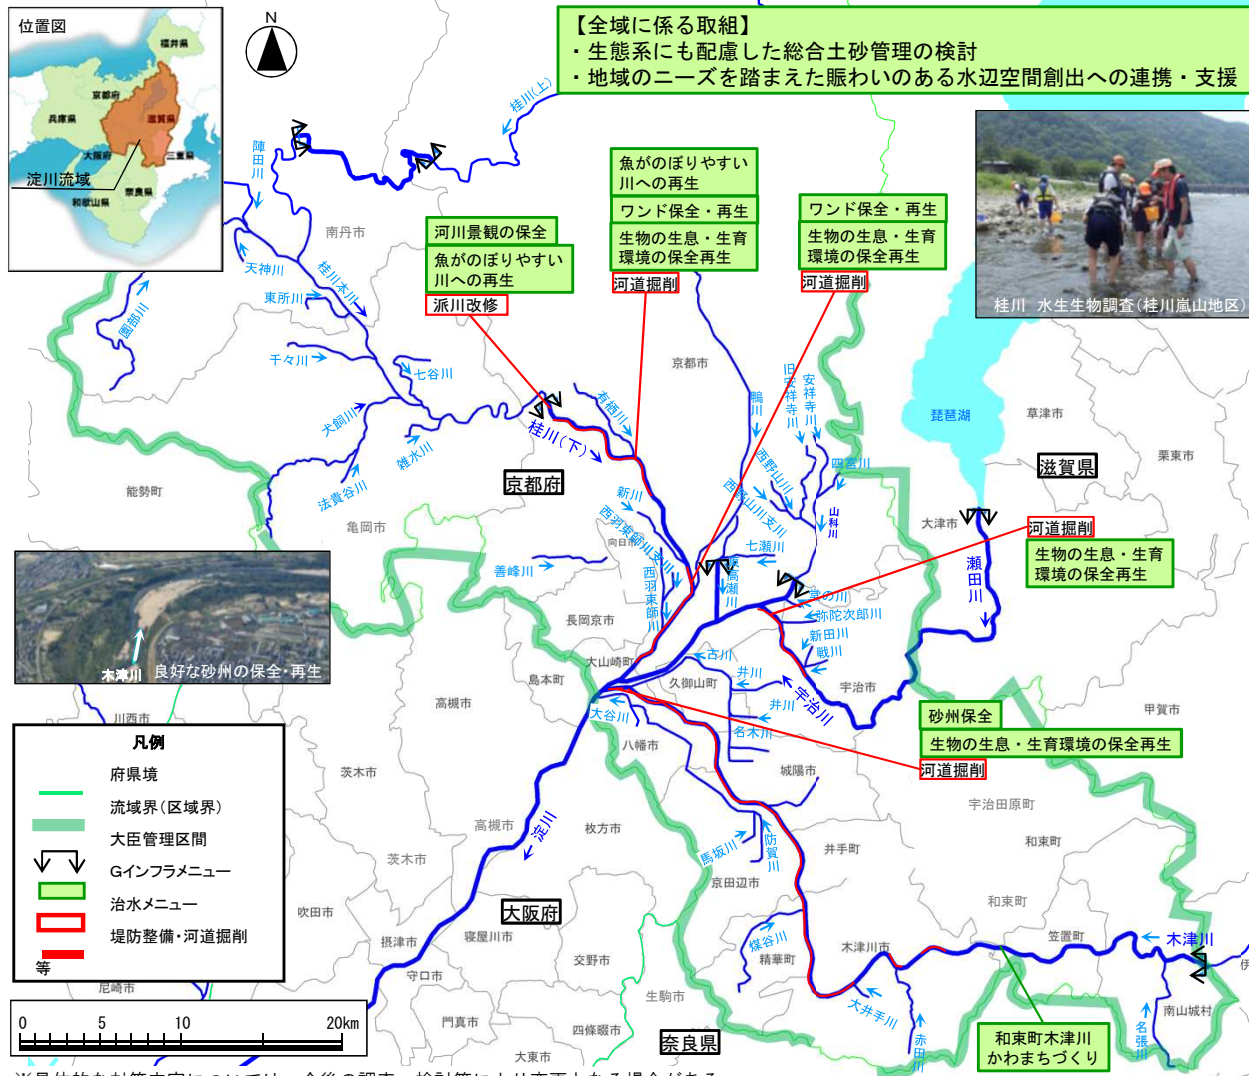 位置図
福井県
京都府
兵庫県
滋賀県
大阪府
三重県
淀川流域
奈良県
和歌山県
N
【全域に係る取組】
・生態系にも配慮した総合土砂管理の検討
・地域のニーズを踏まえた賑わいのある水辺空間創出への連携・支援
桂川 水生生物調査(桂川嵐山地区)
桂川(上)
陣田川
南丹市
天神川
桂川本川
東所川
園部川
千々川
七谷川
犬飼川
雑水川
法貴谷川
能勢町
亀岡市
河川景観の保全
魚がのぼりやすい
川への再生
派川改修
魚がのぼりやすい
川への再生
ワンド保全・再生
生物の生息・生育
環境の保全再生
河道掘削
ワンド保全・再生
生物の生息・生育
環境の保全再生
河道掘削
京都市
有栖川
桂川(下)
京都府
鴨川
旧安祥寺川
安祥寺川
西野山川
四宮川
西野山川支川
山科川
新川
西羽束師川支川
向日市
西羽束師川
七瀬川
善峰川
長岡京市
大山崎町
島本町
高槻市
琵琶湖
草津市
栗東市
滋賀県
大津市
瀬田川
河道掘削
生物の生息・生育
環境の保全再生
弥陀次郎川
新田川
戦川
宇治川
宇治市
古川
久御山町
井川
井川
名木川
大谷川
八幡市
城陽市
甲賀市
砂州保全
生物の生息・生育環境の保全再生
河道掘削
宇治田原町
和束町
和束町
木津川
良好な砂州の保全・再生
川西市
凡例
府県境
流域界(区域界)
大臣管理区間
Gインフラメニュー
治水メニュー
堤防整備・河道掘削
等
尼崎市
0 5 10 20km
茨木市
高槻市
茨木市
吹田市
摂津市
守口市
寝屋川市
門真市
大東市
四條畷市
交野市
枚方市
淀川
大阪府
生駒市
奈良県
馬坂川
防賀川
京田辺市
井手町
煤谷川
精華町
木津川市
大井手川
赤田川
笠置町
木津川
名張川
南山城村
伊
和束町木津川
かわまちづくり